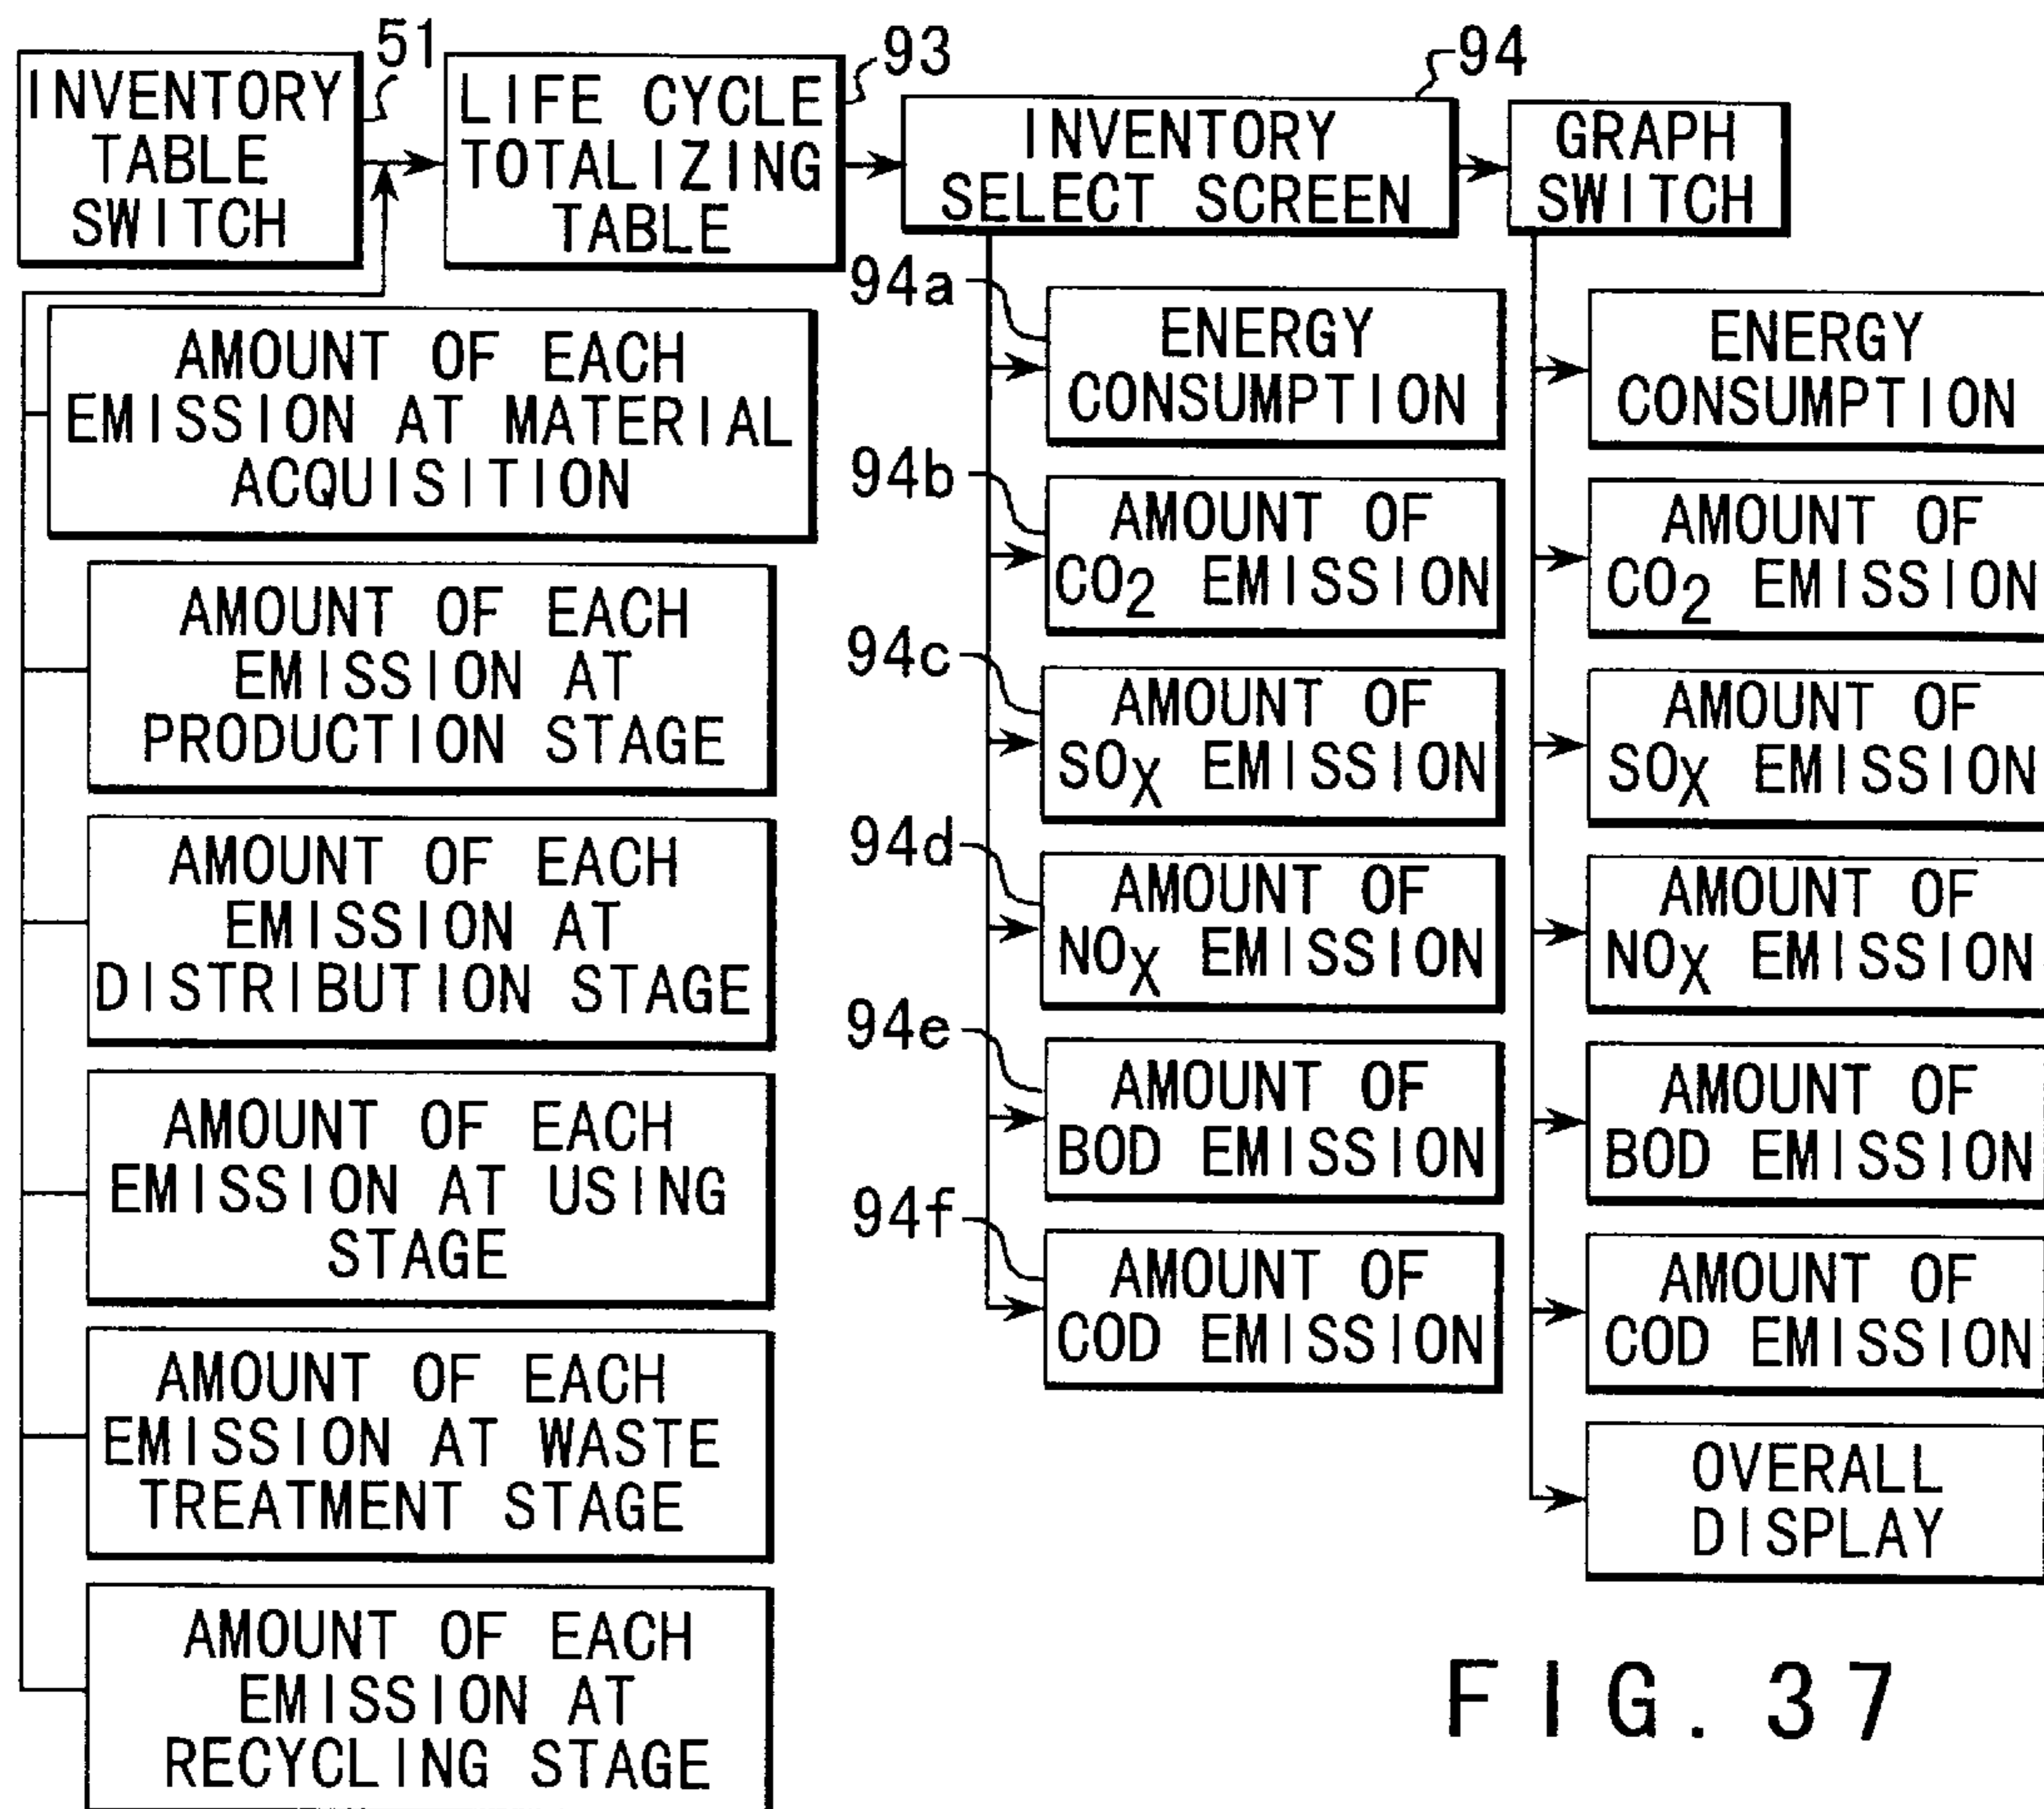 INVENTORY
TABLE
SWITCH
51
LIFE CYCLE
TOTALIZING
TABLE
93
INVENTORY
SELECT SCREEN
94
GRAPH
SWITCH
AMOUNT OF EACH
EMISSION AT MATERIAL
ACQUISITION
AMOUNT OF EACH
EMISSION AT
PRODUCTION STAGE
AMOUNT OF EACH
EMISSION AT
DISTRIBUTION STAGE
AMOUNT OF EACH
EMISSION AT USING
STAGE
AMOUNT OF EACH
EMISSION AT WASTE
TREATMENT STAGE
AMOUNT OF EACH
EMISSION AT
RECYCLING STAGE
94a
ENERGY
CONSUMPTION
94b
AMOUNT OF
CO2 EMISSION
94c
AMOUNT OF
SOX EMISSION
94d
AMOUNT OF
NOX EMISSION
94e
AMOUNT OF
BOD EMISSION
94f
AMOUNT OF
COD EMISSION
ENERGY
CONSUMPTION
AMOUNT OF
CO2 EMISSION
AMOUNT OF
SOX EMISSION
AMOUNT OF
NOX EMISSION
AMOUNT OF
BOD EMISSION
AMOUNT OF
COD EMISSION
OVERALL
DISPLAY
FIG. 37